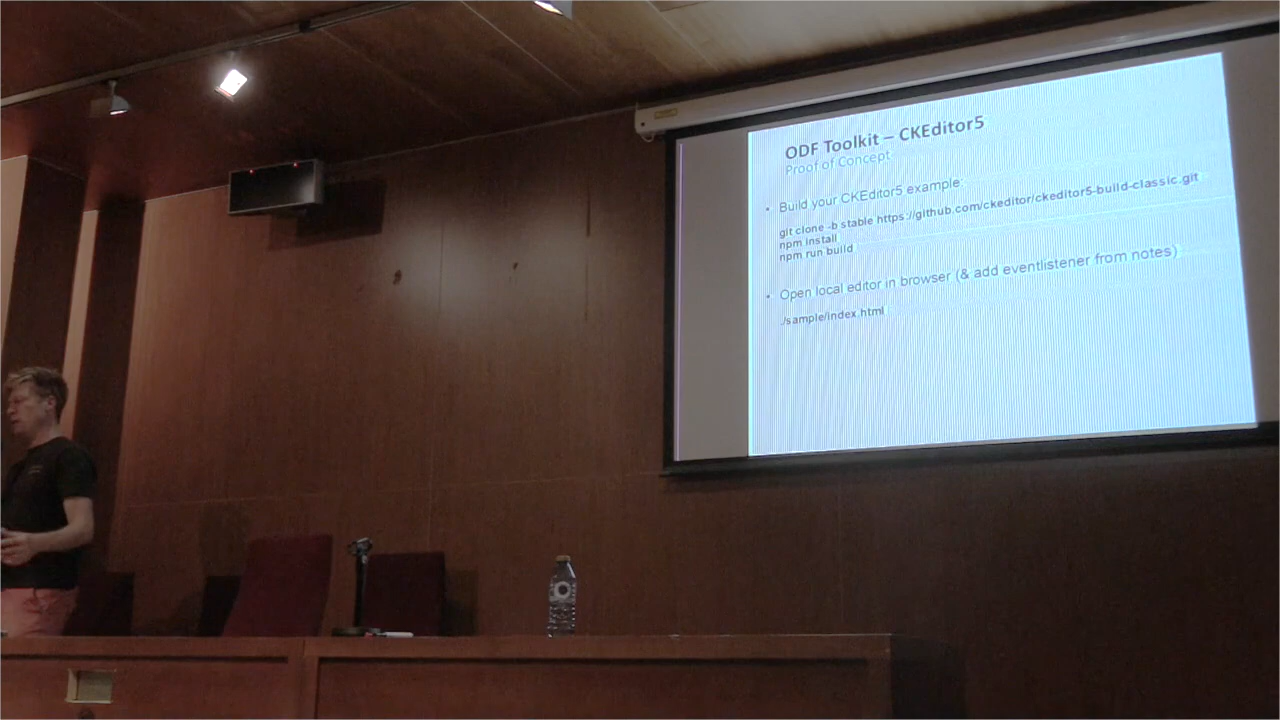 ODF Toolkit – CKEditor5
Proof of Concept
• Build your CKEditor5 example:
git clone -b stable https://github.com/ckeditor/ckeditor5-build-classic.git
npm install
npm run build
• Open local editor in browser (& add eventlistener from notes)
./sample/index.html